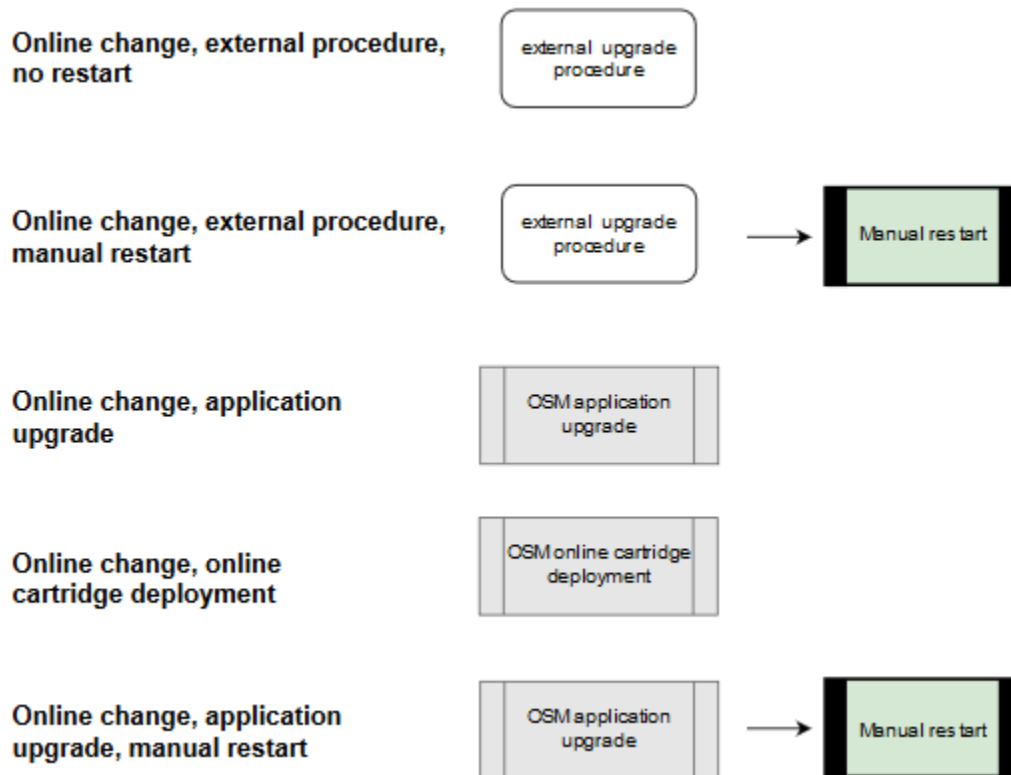 Online change, external procedure,
no restart
external upgrade
procedure
Online change, external procedure,
manual restart
external upgrade
procedure
Manual restart
Online change, application
upgrade
OSM application
upgrade
Online change, online
cartridge deployment
OSM online cartridge
deployment
Online change, application
upgrade, manual restart
OSM application
upgrade
Manual restart